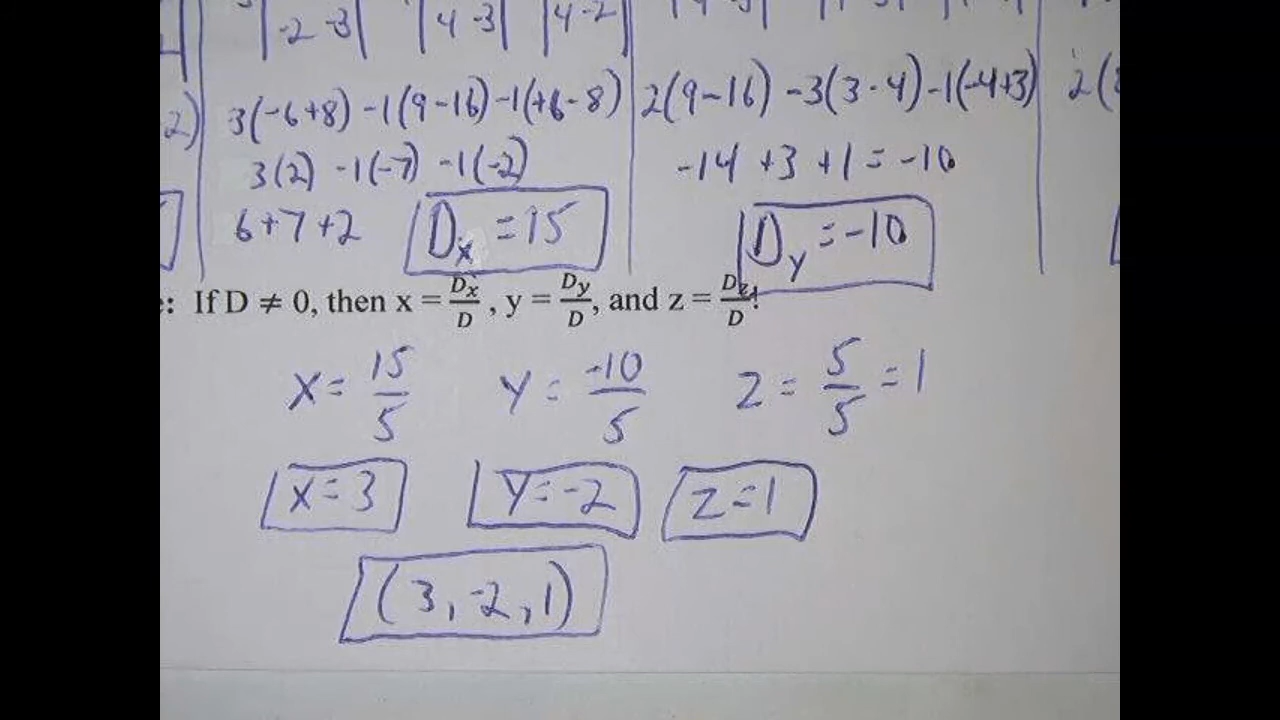 |-2 -3| |4 -3| |4 -2|
2) 3(-6+8) -1(9-16) -1(+6-8) 2(9-16) -3(3-4) -1(-4+3) 2(
3(2) -1(-7) -1(-2) -14 +3 +1 = -10
6+7+2 Dx = 15 Dy = -10
e: If D ≠ 0, then x = Dx/D , y = Dy/D, and z = Dz/D!
X = 15/5 Y = -10/5 Z = 5/5 = 1
X = 3 Y = -2 Z = 1
(3, -2, 1)